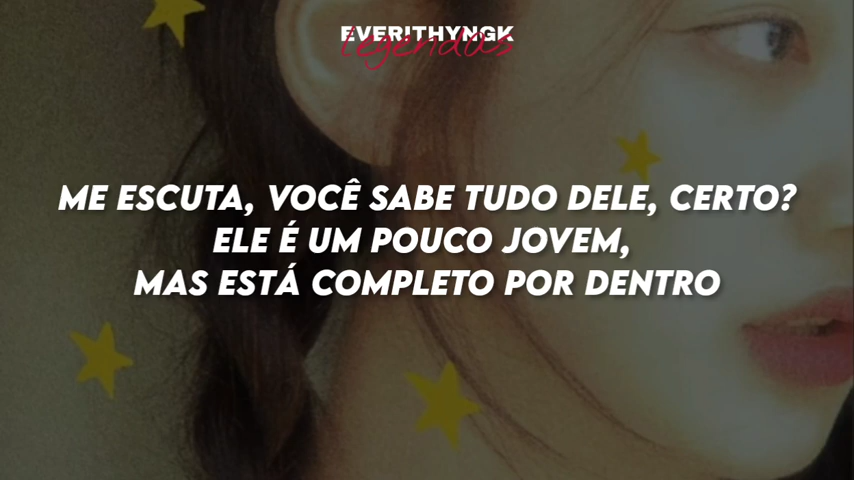 EVERITHYNGK
legendas
ME ESCUTA, VOCÊ SABE TUDO DELE, CERTO?
ELE É UM POUCO JOVEM,
MAS ESTÁ COMPLETO POR DENTRO